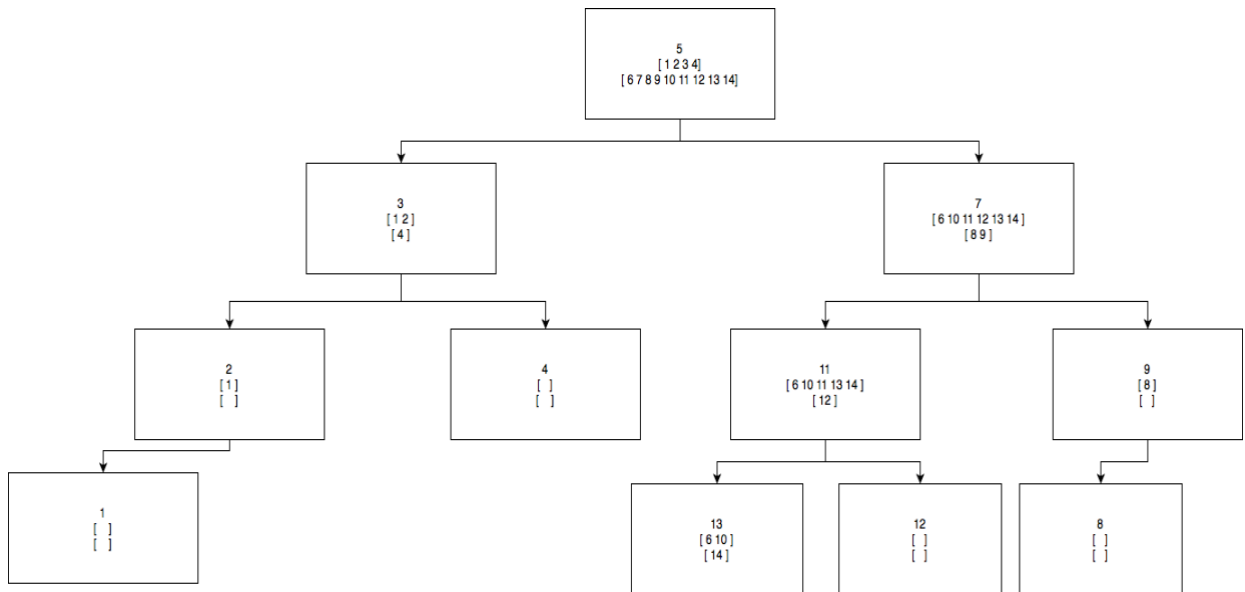 5
[ 1 2 3 4]
[ 6 7 8 9 10 11 12 13 14]
3
[ 1 2 ]
[ 4 ]
7
[ 6 10 11 12 13 14 ]
[ 8 9 ]
2
[ 1 ]
[ ]
4
[ ]
[ ]
11
[ 6 10 11 13 14 ]
[ 12 ]
9
[ 8 ]
[ ]
1
[ ]
[ ]
13
[ 6 10 ]
[ 14 ]
12
[ ]
[ ]
8
[ ]
[ ]